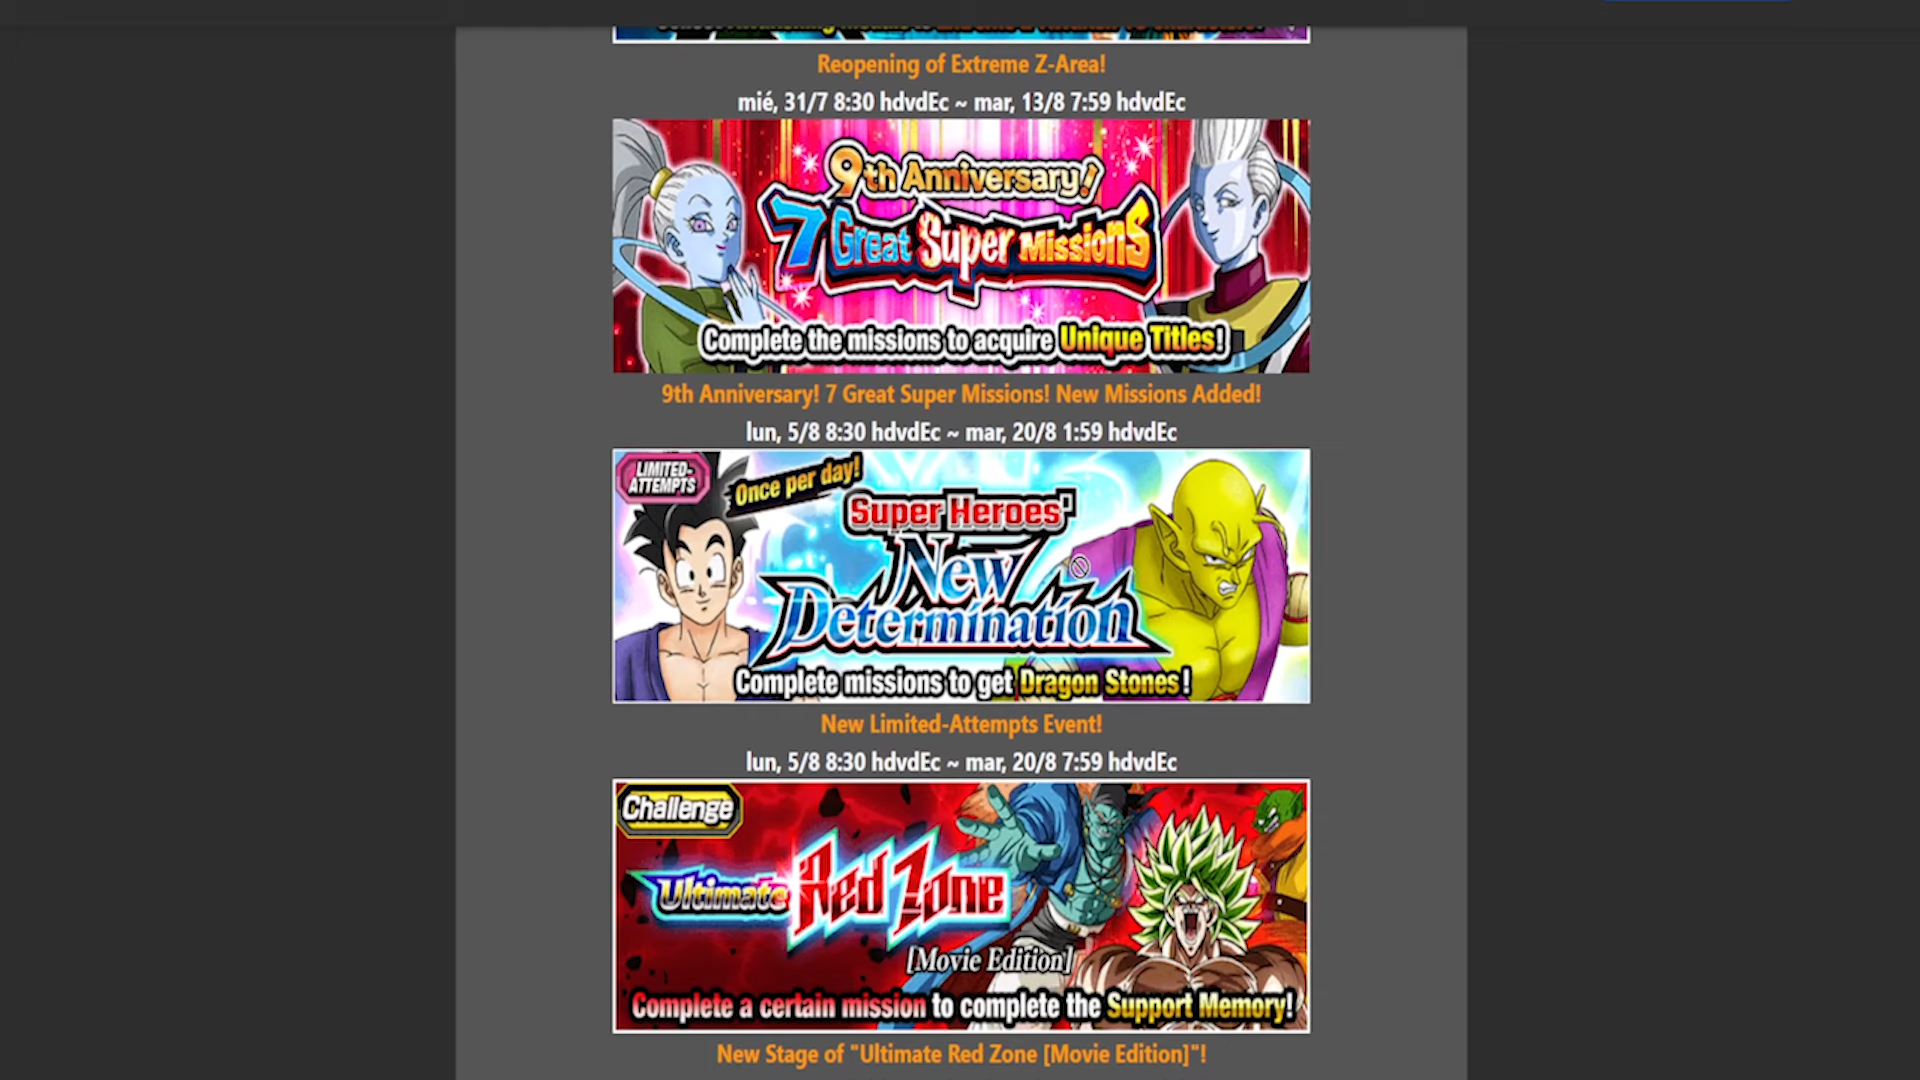 Reopening of Extreme Z-Area!
mié, 31/7 8:30 hdvdEc ~ mar, 13/8 7:59 hdvdEc
9th Anniversary!
7 Great Super Missions
Complete the missions to acquire Unique Titles!
9th Anniversary! 7 Great Super Missions! New Missions Added!
lun, 5/8 8:30 hdvdEc ~ mar, 20/8 1:59 hdvdEc
LIMITED-
ATTEMPTS
Once per day!
Super Heroes'
New
Determination
Complete missions to get Dragon Stones!
New Limited-Attempts Event!
lun, 5/8 8:30 hdvdEc ~ mar, 20/8 7:59 hdvdEc
Challenge
Ultimate Red Zone
[Movie Edition]
Complete a certain mission to complete the Support Memory!
New Stage of "Ultimate Red Zone [Movie Edition]"!